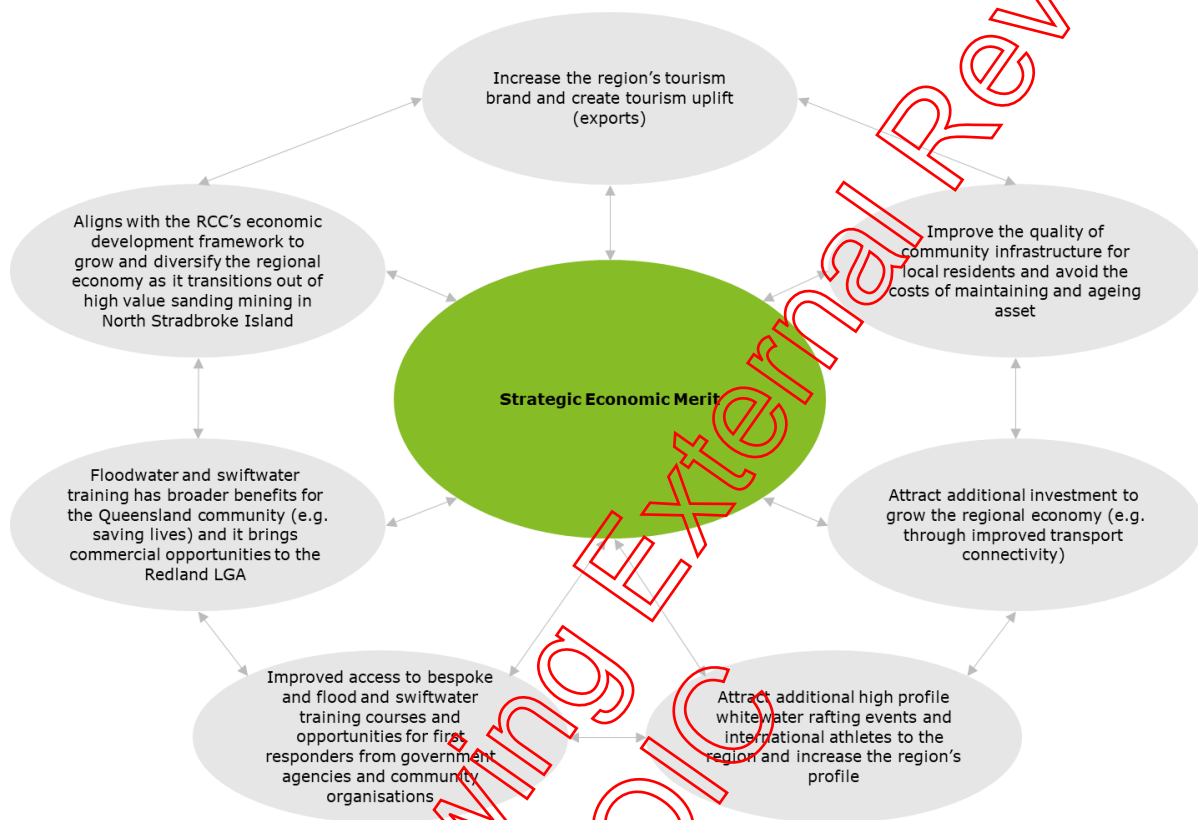 Increase the region's tourism
brand and create tourism uplift
(exports)
Aligns with the RCC's economic
development framework to
grow and diversify the regional
economy as it transitions out of
high value sanding mining in
North Stradbroke Island
Improve the quality of
community infrastructure for
local residents and avoid the
costs of maintaining and ageing
asset
Strategic Economic Merit
Floodwater and swiftwater
training has broader benefits for
the Queensland community (e.g.
saving lives) and it brings
commercial opportunities to the
Redland LGA
Attract additional investment to
grow the regional economy (e.g.
through improved transport
connectivity)
Improved access to bespoke
and flood and swiftwater
training courses and
opportunities for first
responders from government
agencies and community
organisations
Attract additional high profile
whitewater rafting events and
international athletes to the
region and increase the region's
profile
External